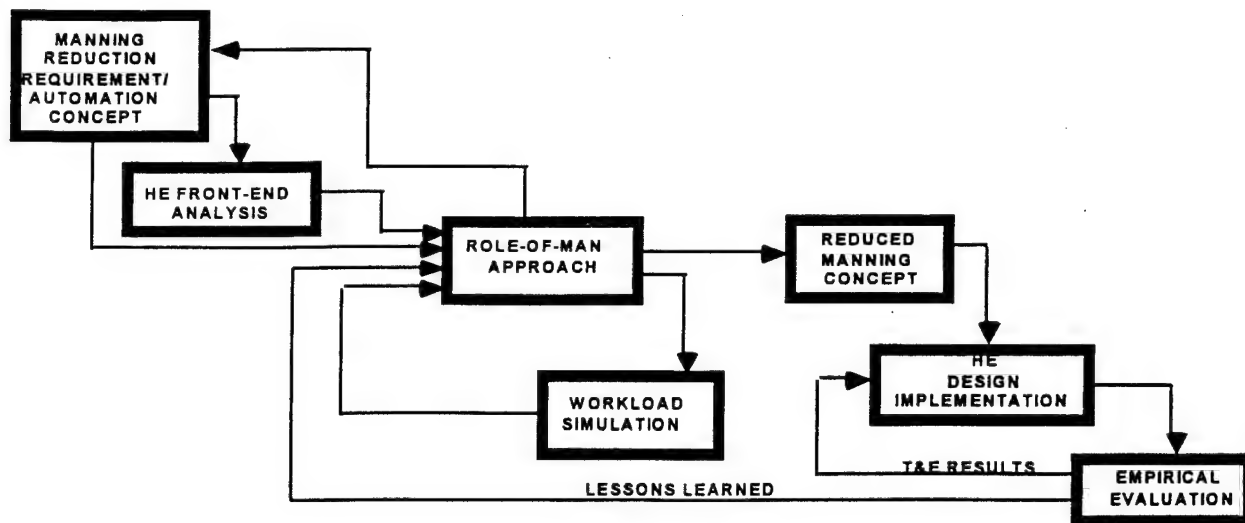 MANNING
REDUCTION
REQUIREMENT/
AUTOMATION
CONCEPT
HE FRONT-END
ANALYSIS
ROLE-OF-MAN
APPROACH
REDUCED
MANNING
CONCEPT
HE
DESIGN
IMPLEMENTATION
WORKLOAD
SIMULATION
T&E RESULTS
EMPIRICAL
EVALUATION
LESSONS LEARNED